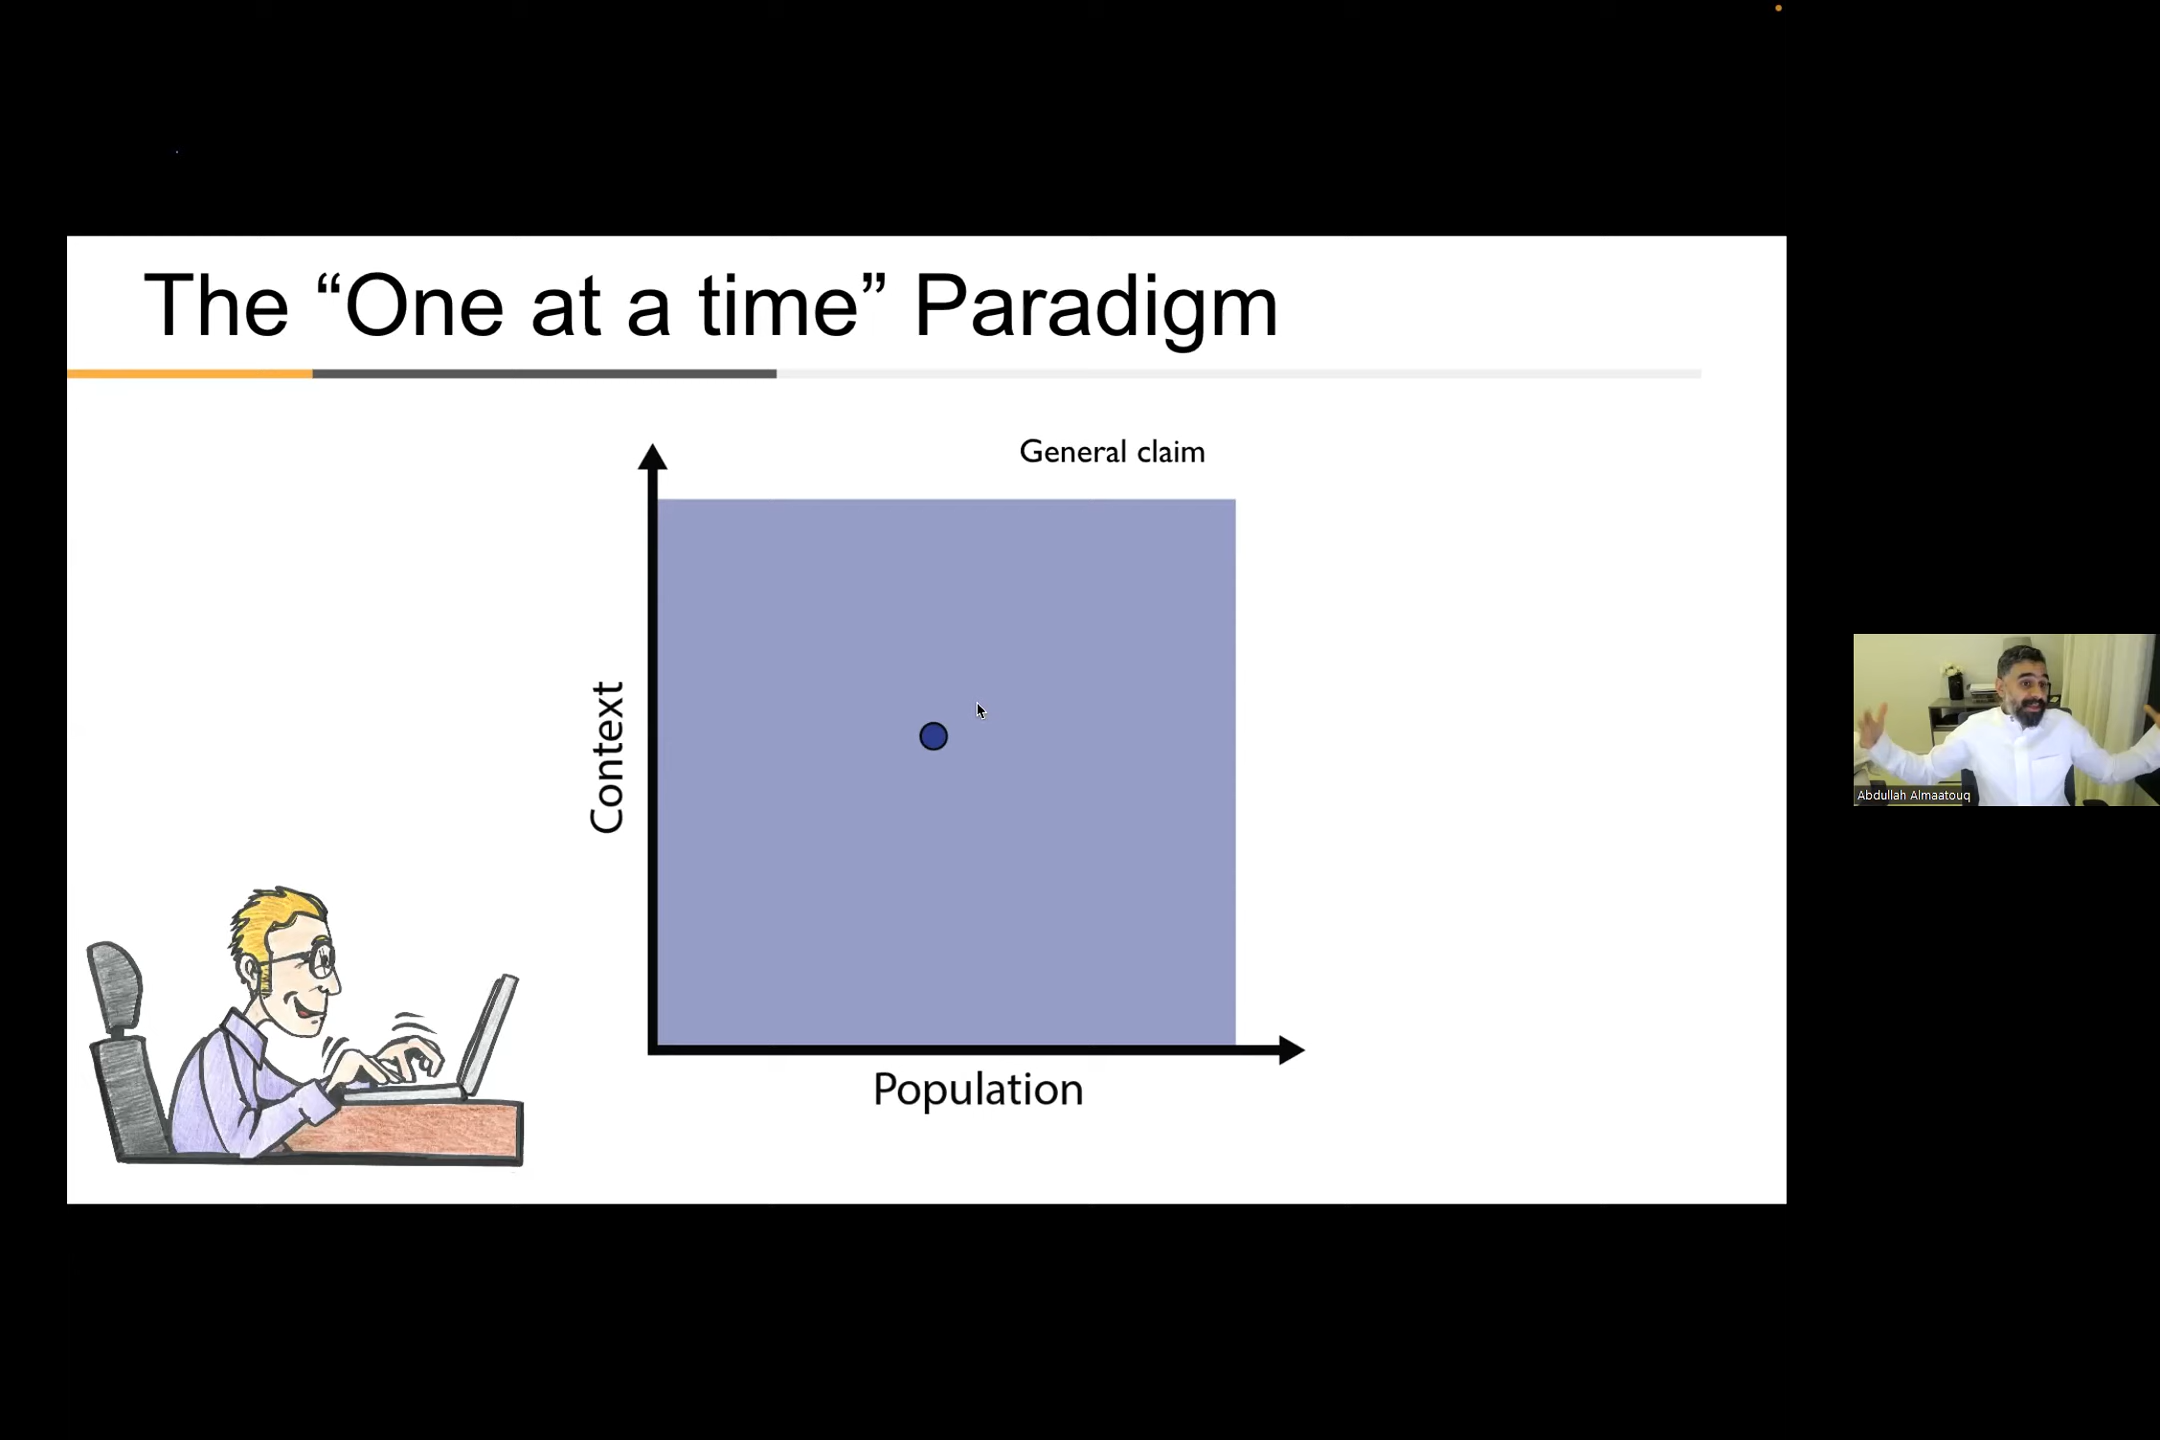 The “One at a time” Paradigm
General claim
Context
Population
Abdullah Almaatouq